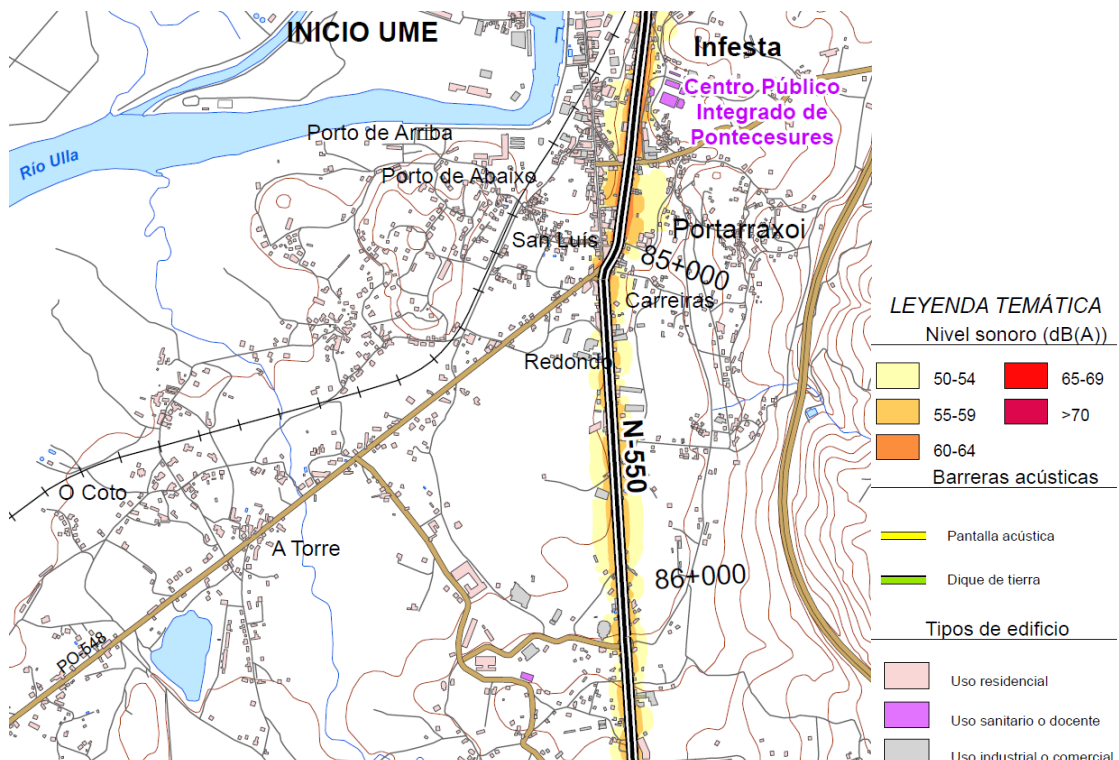 INICIO UME
Infesta
Centro Público
Integrado de
Pontecesures
Porto de Arriba
Río Ulla
Porto de Abaixo
San Luís
Portarraxoi
85+000
Carreiras
Redondo
N-550
O Coto
A Torre
86+000
PO-548
LEYENDA TEMÁTICA
Nivel sonoro (dB(A))
50-54
65-69
55-59
>70
60-64
Barreras acústicas
Pantalla acústica
Dique de tierra
Tipos de edificio
Uso residencial
Uso sanitario o docente
Uso industrial o comercial